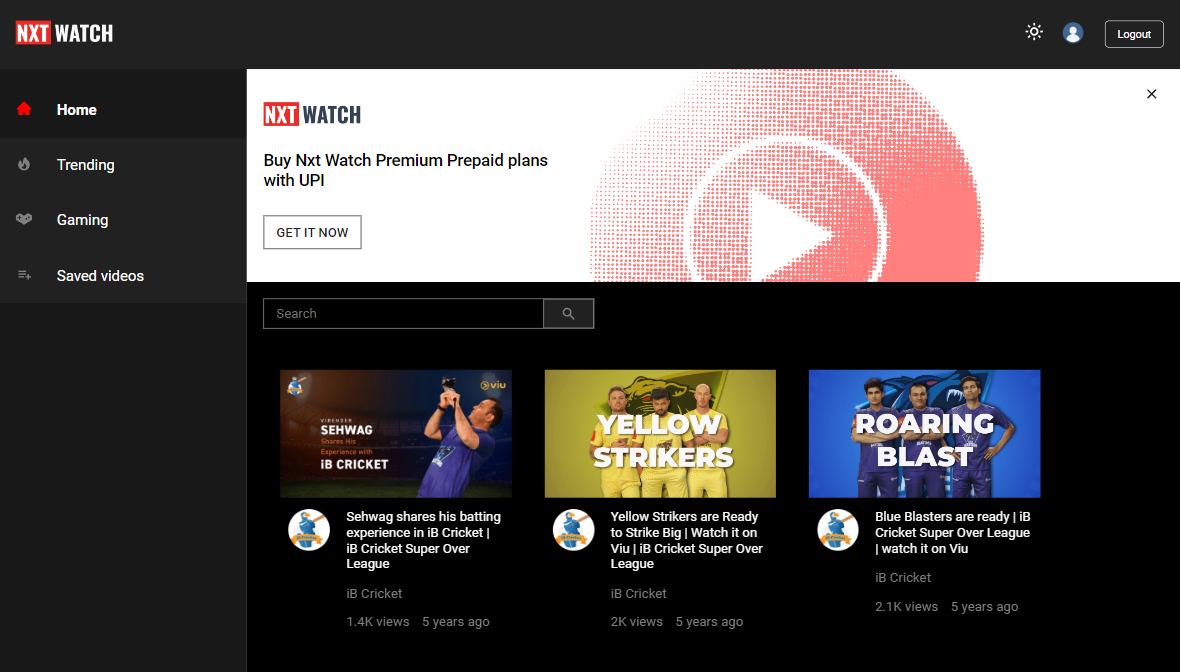 NXT WATCH
Logout
Home
Trending
Gaming
Saved videos
NXT WATCH
Buy Nxt Watch Premium Prepaid plans
with UPI
GET IT NOW
Search
viu
VIRENDER
SEHWAG
Shares His
Experience with
iB CRICKET
YELLOW
STRIKERS
ROARING
BLAST
Sehwag shares his batting
experience in iB Cricket |
iB Cricket Super Over
League
iB Cricket
1.4K views 5 years ago
Yellow Strikers are Ready
to Strike Big | Watch it on
Viu | iB Cricket Super Over
League
iB Cricket
2K views 5 years ago
Blue Blasters are ready | iB
Cricket Super Over League
| watch it on Viu
iB Cricket
2.1K views 5 years ago